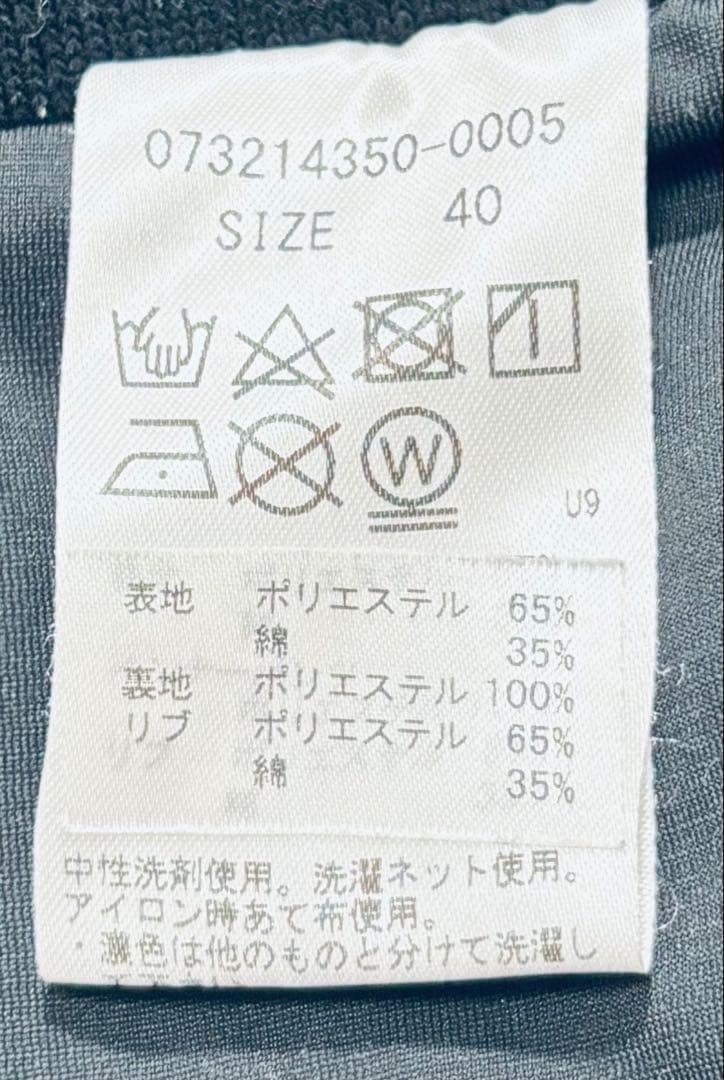 073214350-0005
SIZE 40
W
U9
表地 ポリエステル 65%
綿 35%
裏地 ポリエステル 100%
リブ ポリエステル 65%
綿 35%
中性洗剤使用。洗濯ネット使用。
アイロン時あて布使用。
・濃色は他のものと分けて洗濯し